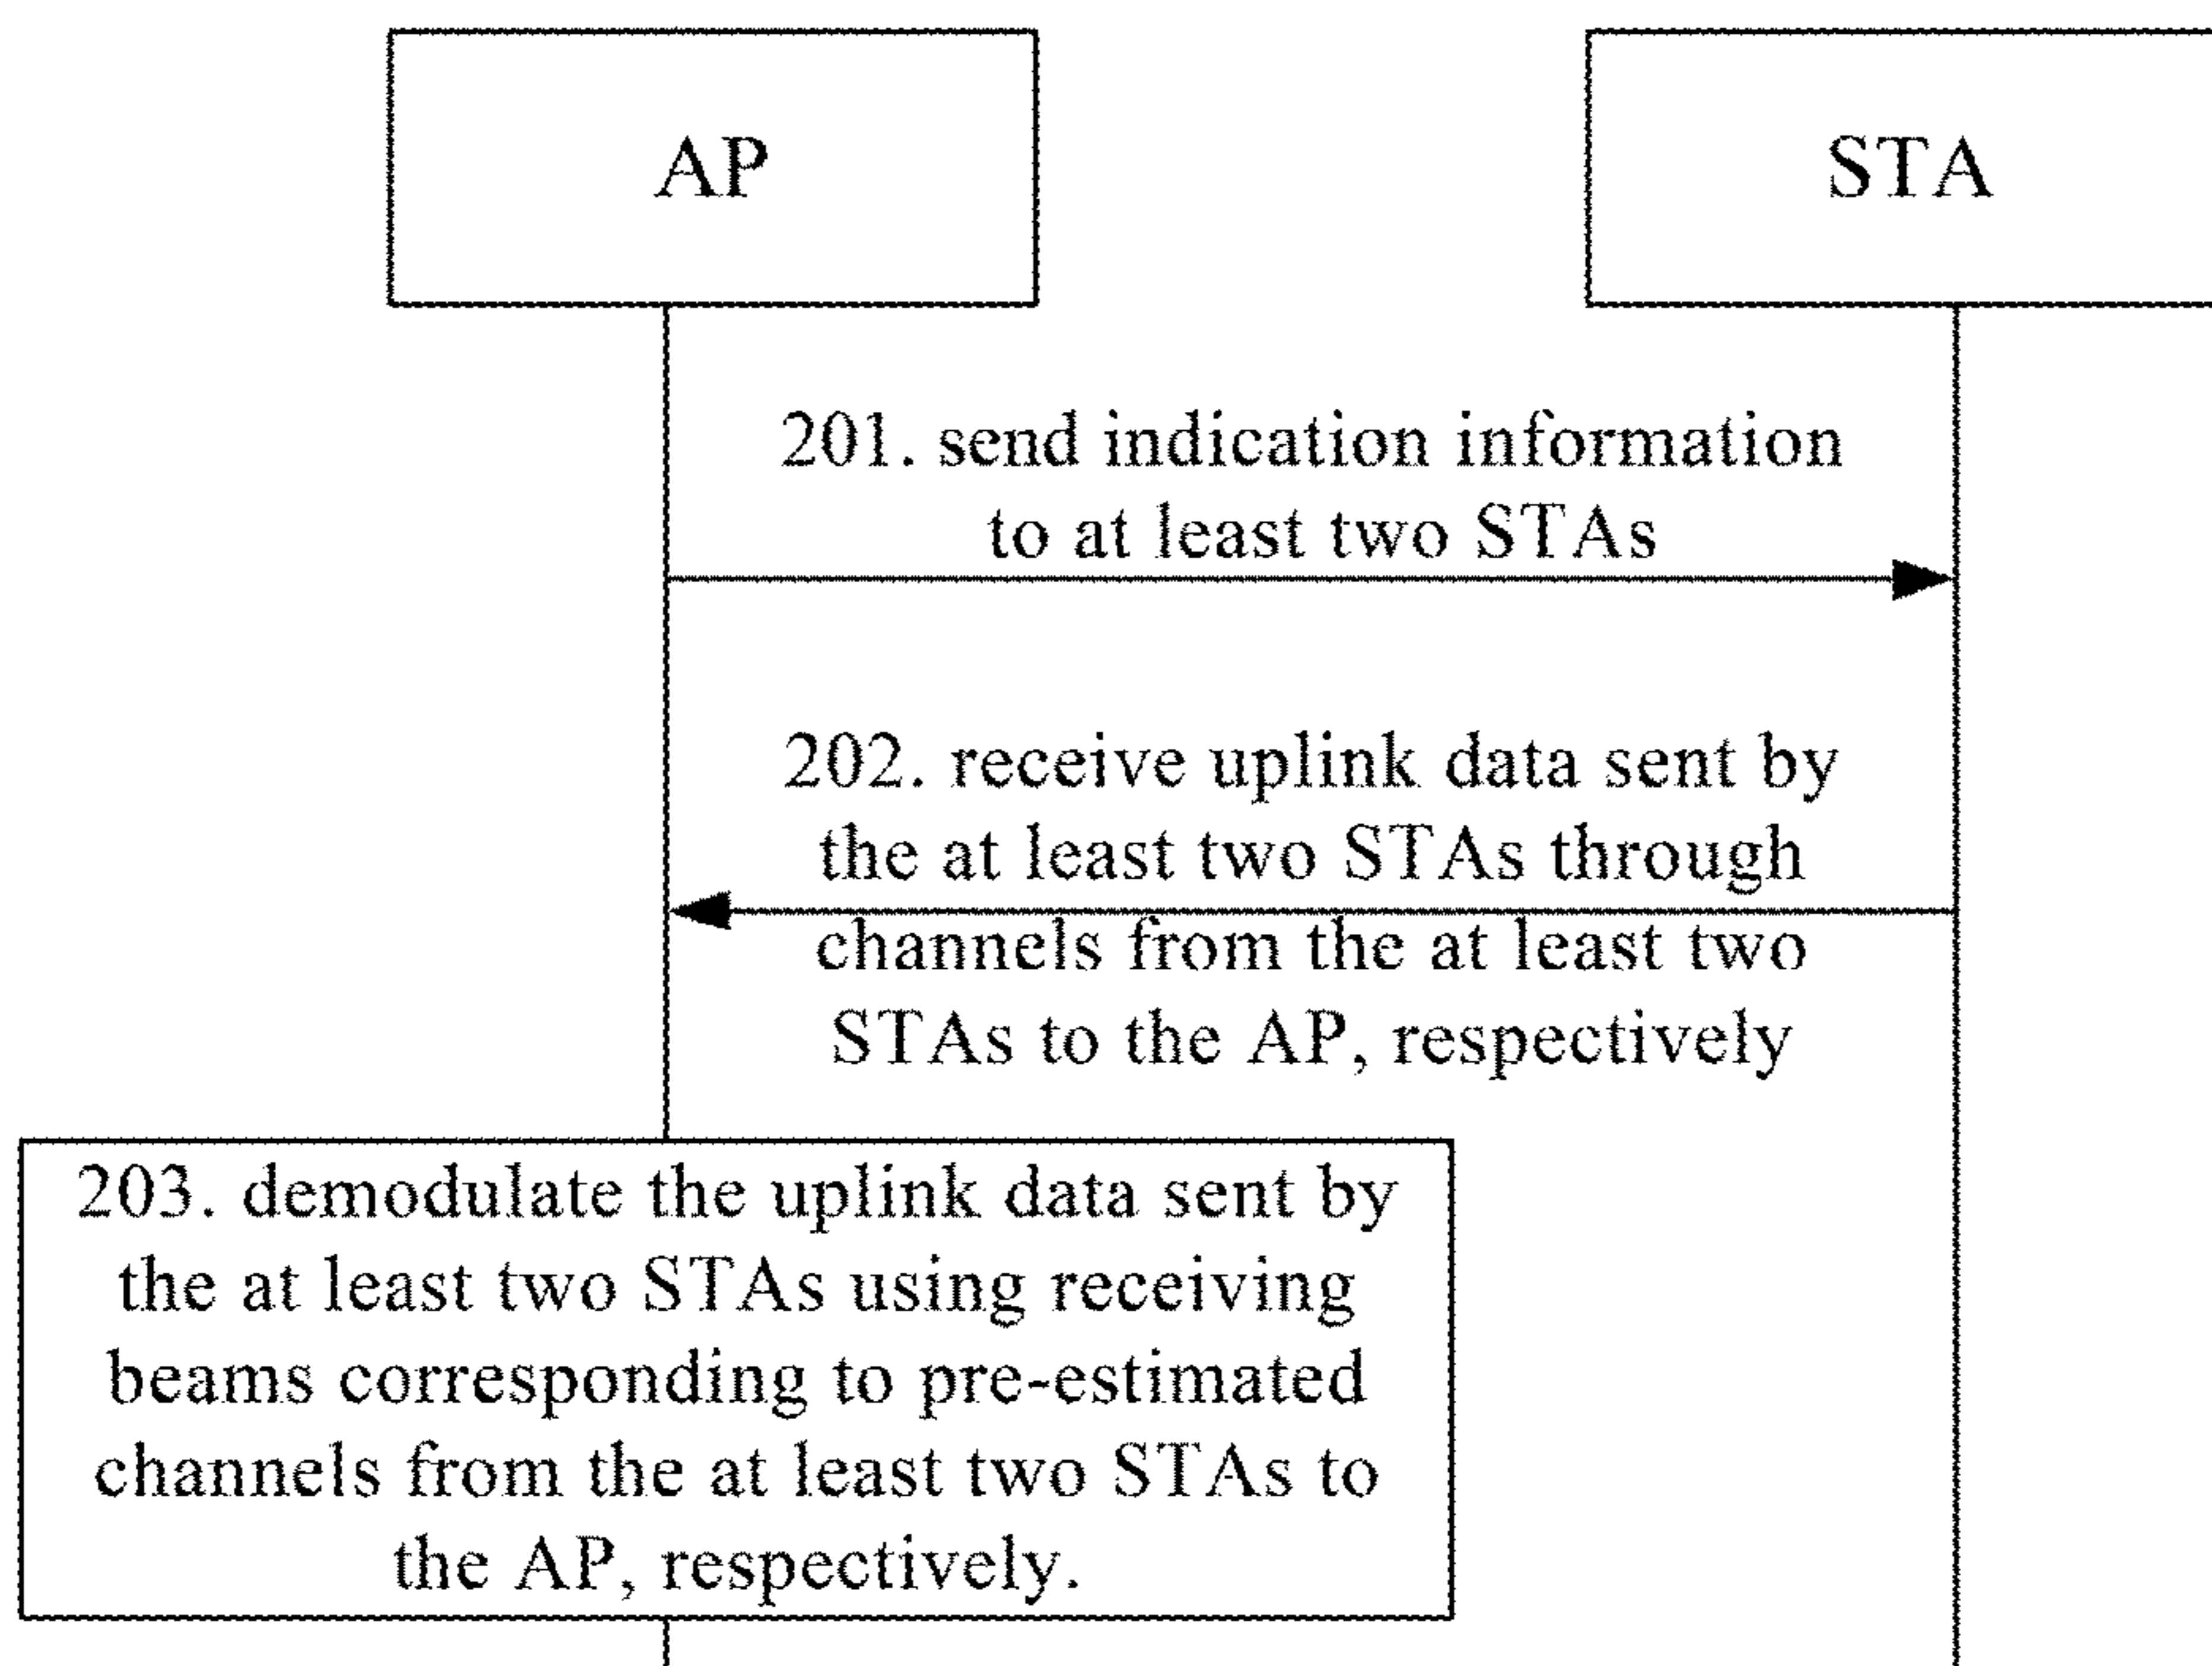 AP
STA
201. send indication information
to at least two STAs
202. receive uplink data sent by
the at least two STAs through
channels from the at least two
STAs to the AP, respectively
203. demodulate the uplink data sent by
the at least two STAs using receiving
beams corresponding to pre-estimated
channels from the at least two STAs to
the AP, respectively.